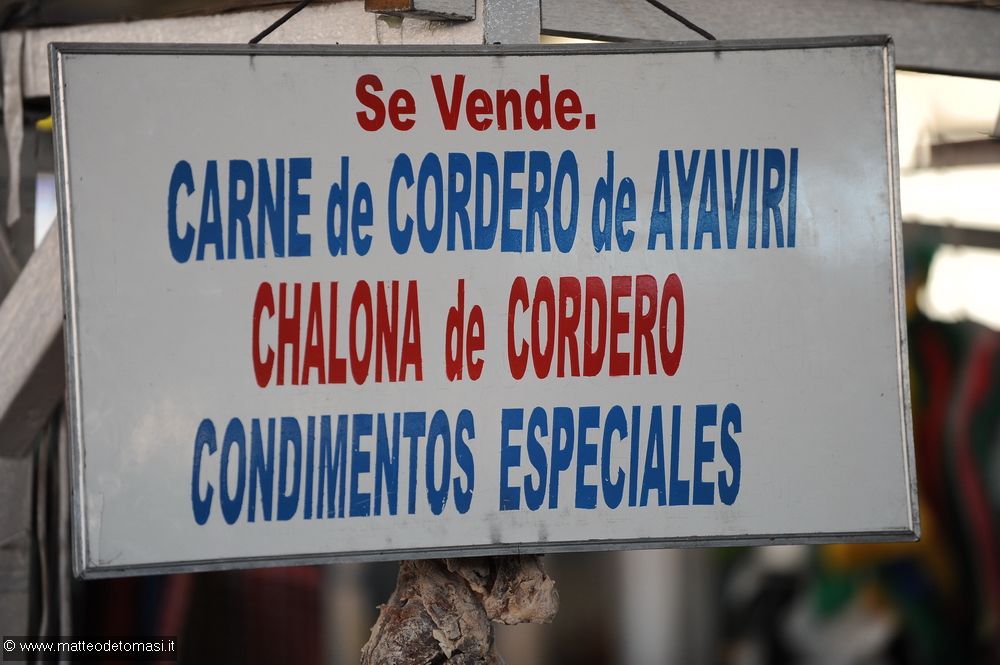 Se Vende.
CARNE de CORDERO de AYAVIRI
CHALONA de CORDERO
CONDIMENTOS ESPECIALES
© www.matteodetomasi.it